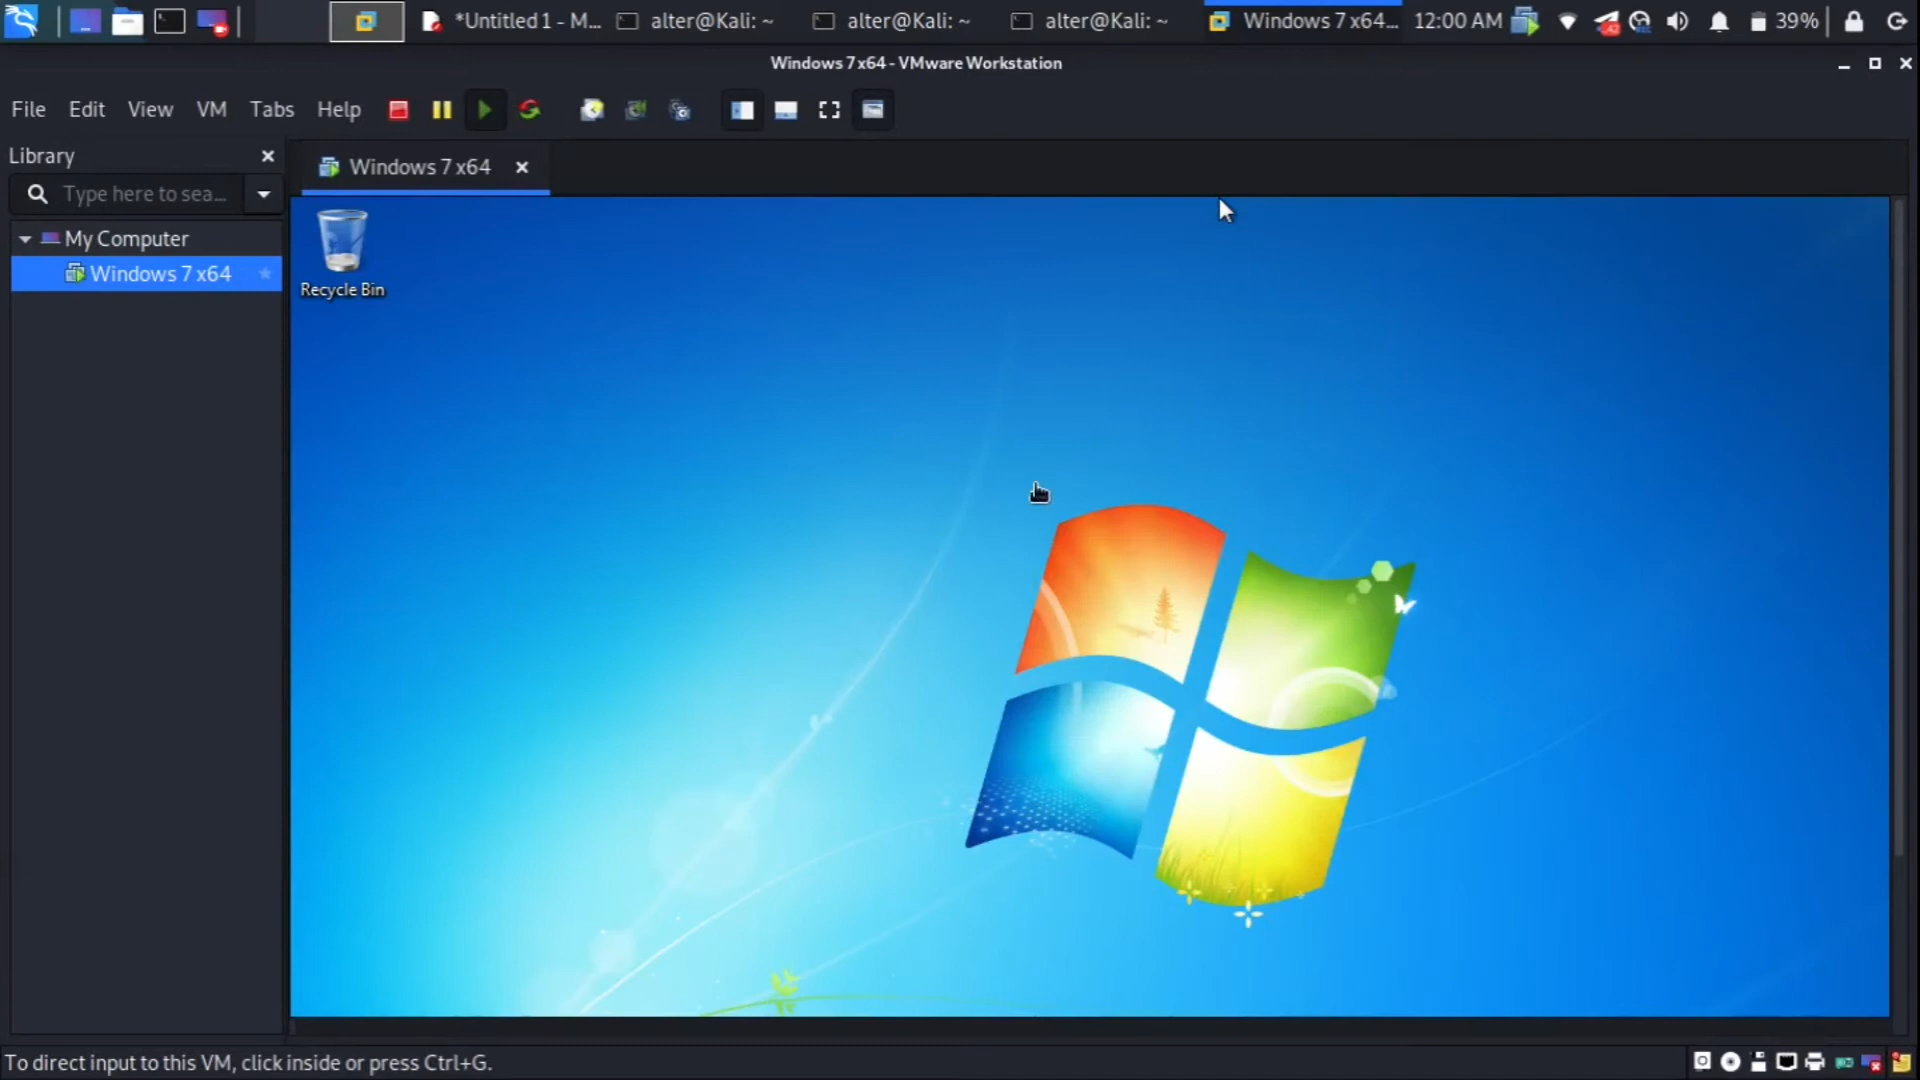 *Untitled 1 - M...
alter@Kali: ~
alter@Kali: ~
alter@Kali: ~
Windows 7 x64...
12:00 AM
39%
Windows 7 x64 - VMware Workstation
File Edit View VM Tabs Help
Library
Windows 7 x64
Type here to sea...
My Computer
Windows 7 x64
Recycle Bin
To direct input to this VM, click inside or press Ctrl+G.